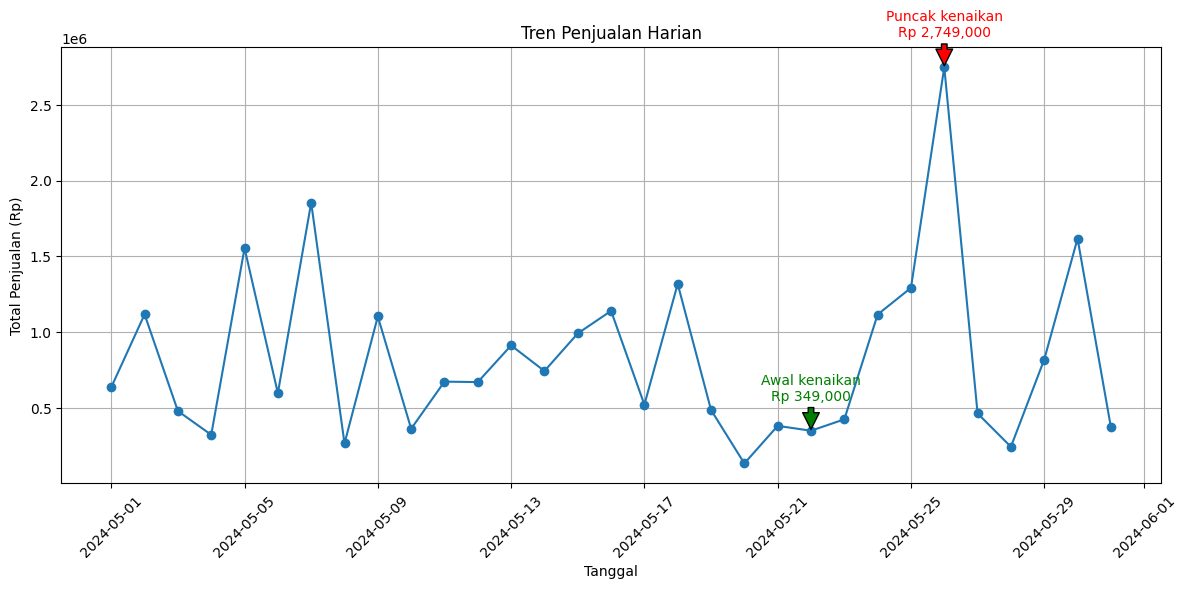 Puncak kenaikan
Rp 2,749,000
Tren Penjualan Harian
1e6
2.5
2.0
1.5
1.0
0.5
Total Penjualan (Rp)
Awal kenaikan
Rp 349,000
2024-05-01
2024-05-05
2024-05-09
2024-05-13
2024-05-17
2024-05-21
2024-05-25
2024-05-29
2024-06-01
Tanggal